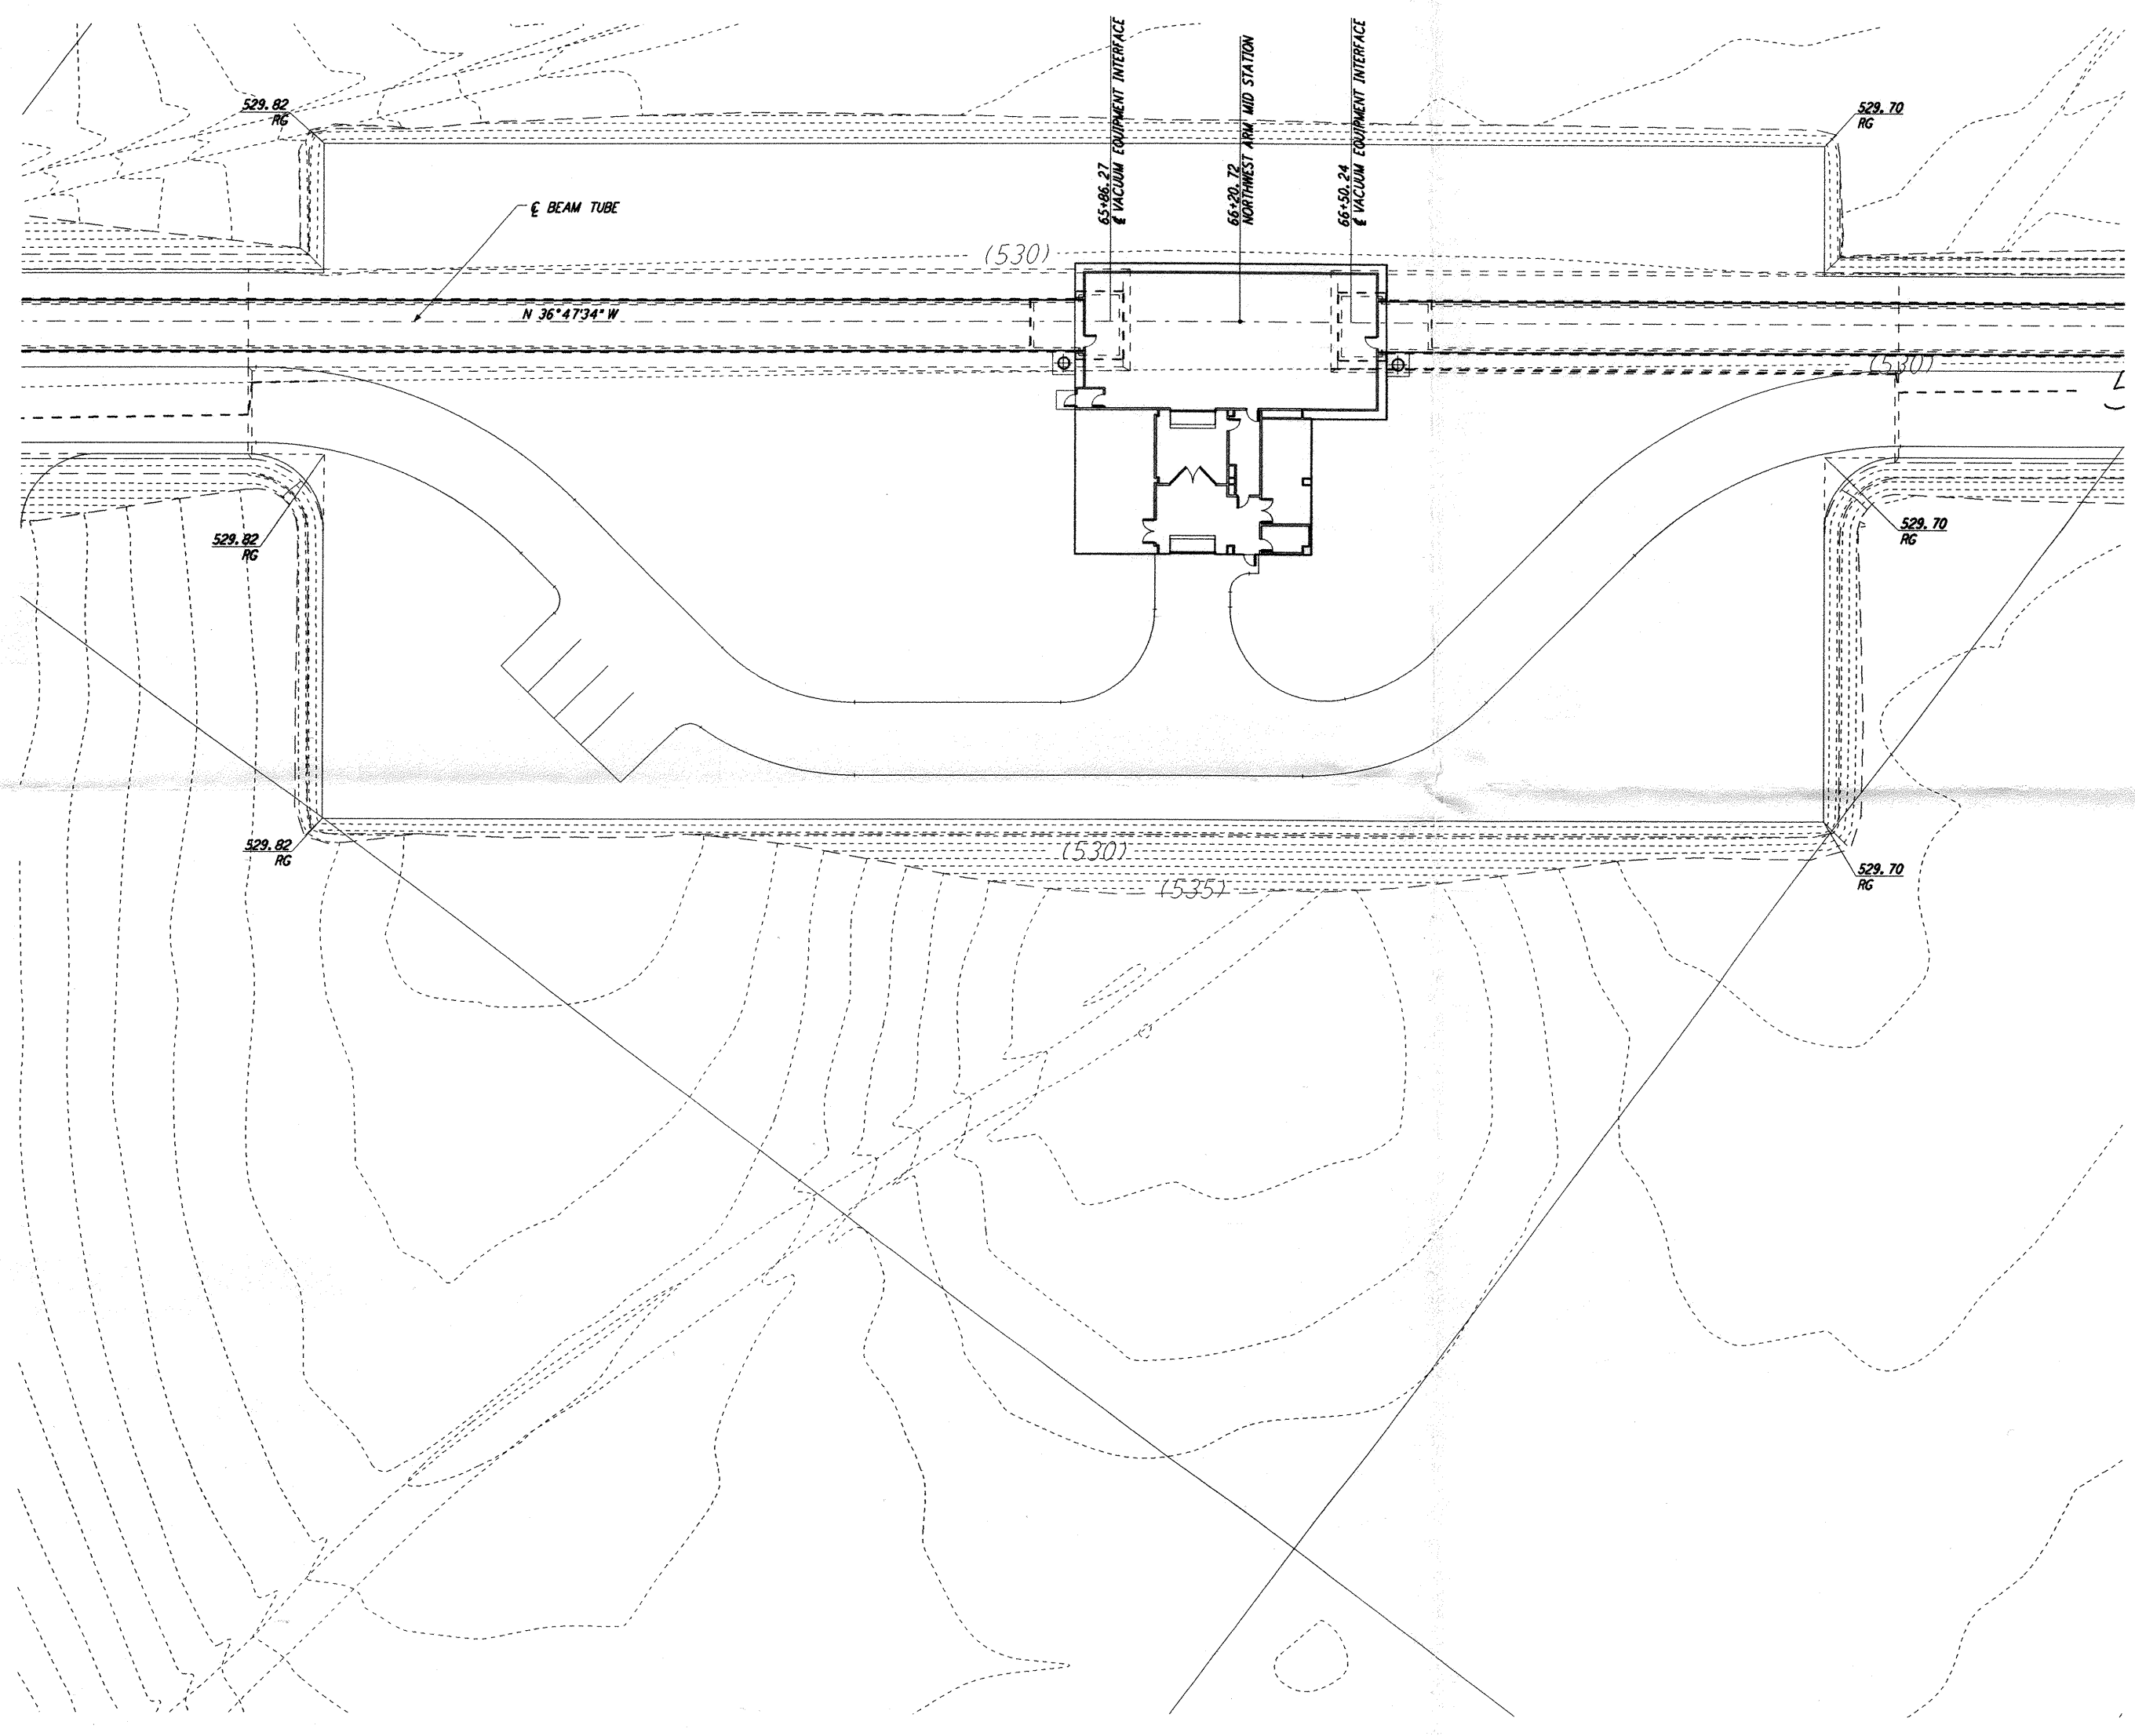 65+86.27
℄ VACUUM EQUIPMENT INTERFACE
66+20.72
NORTHWEST ARM MID STATION
66+50.24
℄ VACUUM EQUIPMENT INTERFACE
529.82
RG
529.70
RG
℄ BEAM TUBE
(530)
N 36°47'34" W
(530)
529.82
RG
529.70
RG
529.82
RG
(530)
529.70
RG
(535)